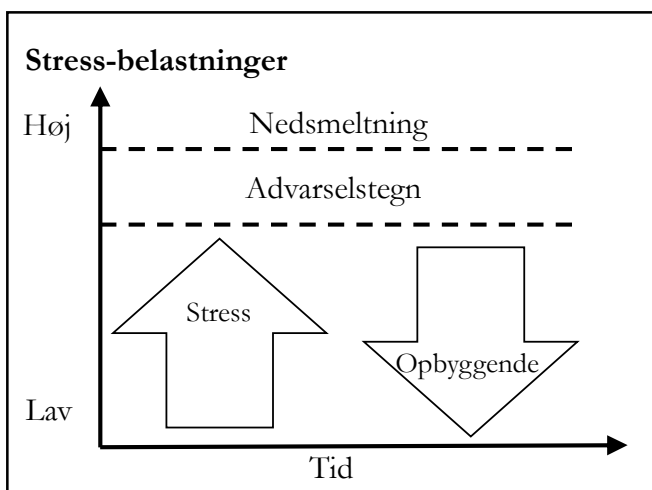 Stress-belastninger
Høj
Nedsmeltning
Advarselstegn
Stress
Opbyggende
Lav
Tid